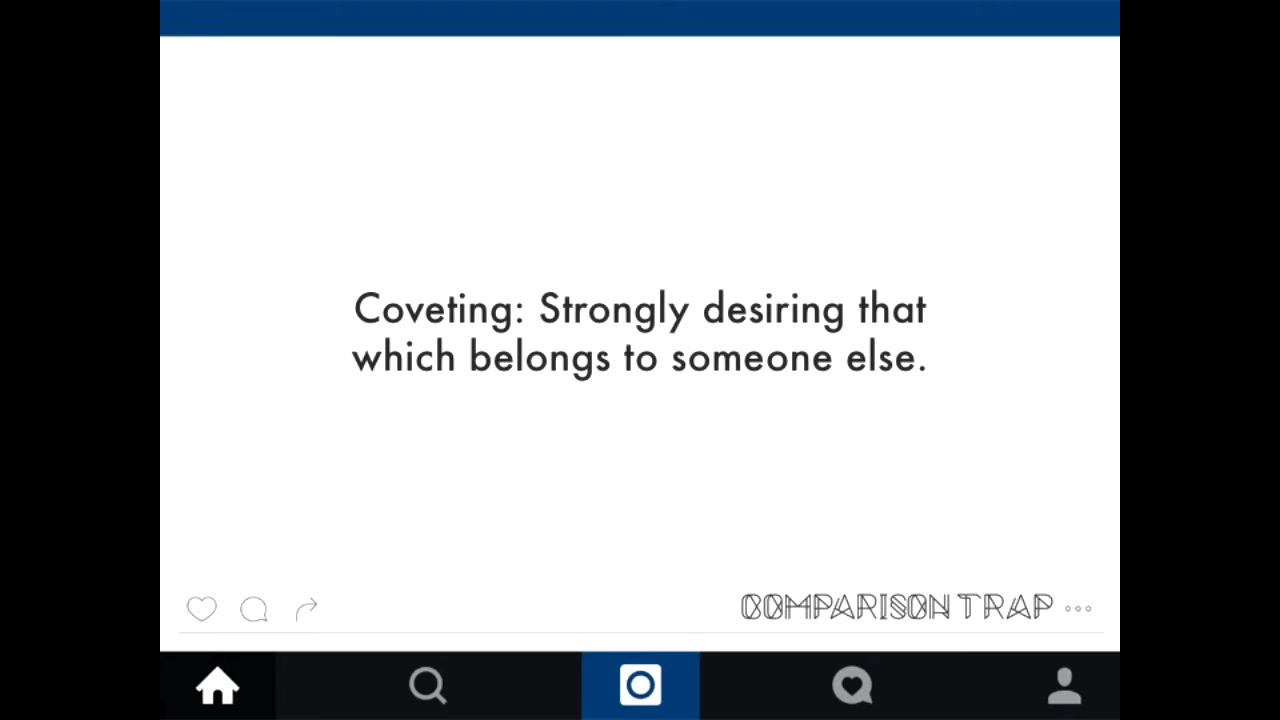 Coveting: Strongly desiring that
which belongs to someone else.
COMPARISON TRAP